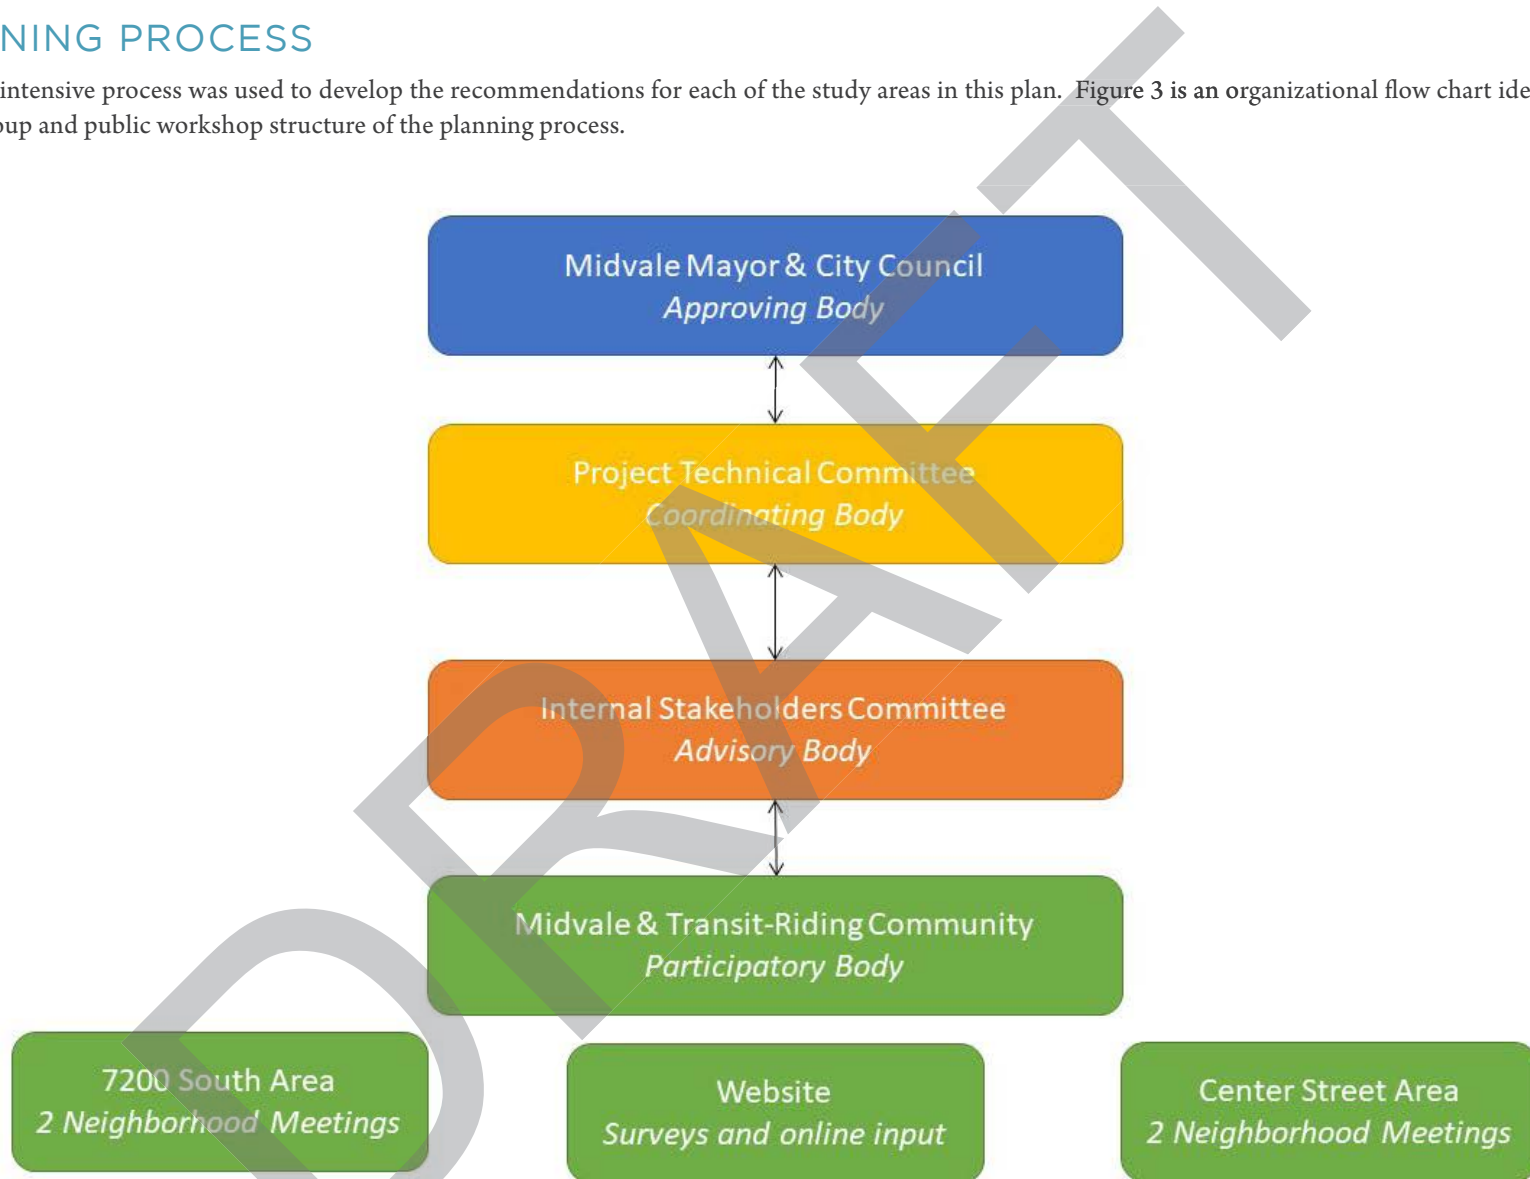 NING PROCESS
intensive process was used to develop the recommendations for each of the study areas in this plan. Figure 3 is an organizational flow chart ide
oup and public workshop structure of the planning process.
Midvale Mayor & City Council
Approving Body
Project Technical Committee
Coordinating Body
Internal Stakeholders Committee
Advisory Body
Midvale & Transit-Riding Community
Participatory Body
7200 South Area
2 Neighborhood Meetings
Website
Surveys and online input
Center Street Area
2 Neighborhood Meetings
DRAFT